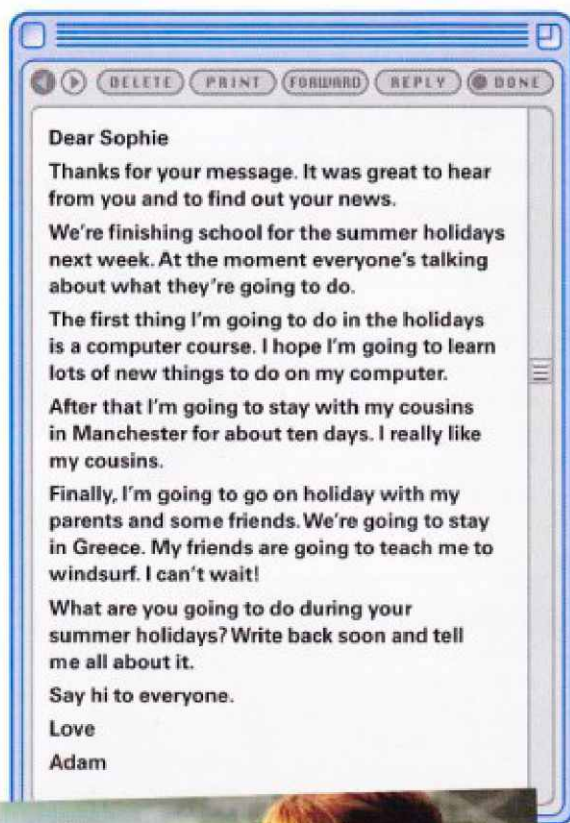 DELETE PRINT FORWARD REPLY DONE
Dear Sophie
Thanks for your message. It was great to hear
from you and to find out your news.
We're finishing school for the summer holidays
next week. At the moment everyone's talking
about what they're going to do.
The first thing I'm going to do in the holidays
is a computer course. I hope I'm going to learn
lots of new things to do on my computer.
After that I'm going to stay with my cousins
in Manchester for about ten days. I really like
my cousins.
Finally, I'm going to go on holiday with my
parents and some friends. We're going to stay
in Greece. My friends are going to teach me to
windsurf. I can't wait!
What are you going to do during your
summer holidays? Write back soon and tell
me all about it.
Say hi to everyone.
Love
Adam